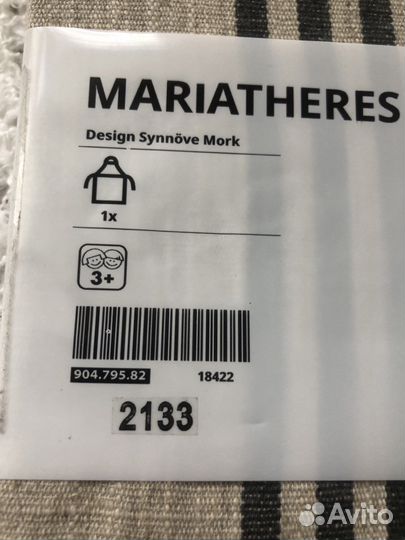 MARIATHERES
Design Synnöve Mork
1x
3+
904.795.82 18422
2133
Avito